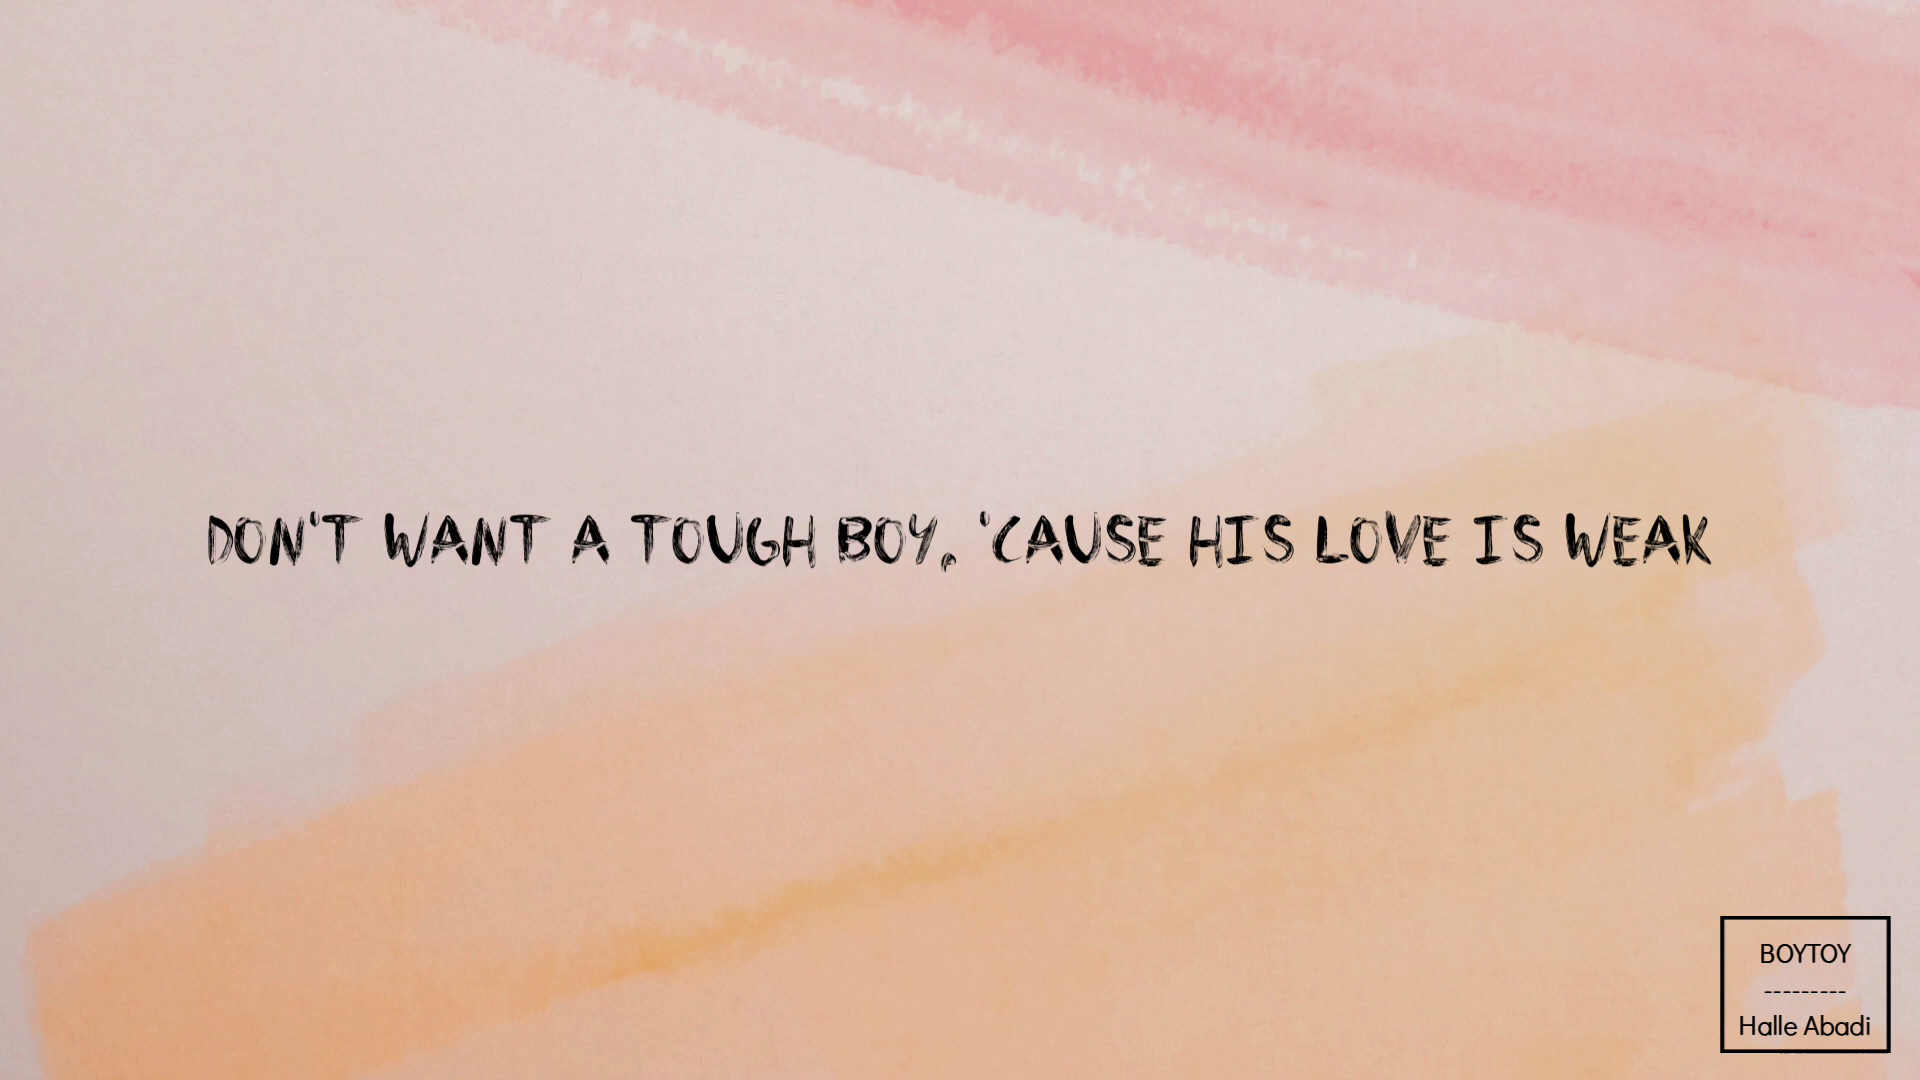 DON'T WANT A TOUGH BOY, 'CAUSE HIS LOVE IS WEAK
BOYTOY
---------
Halle Abadi